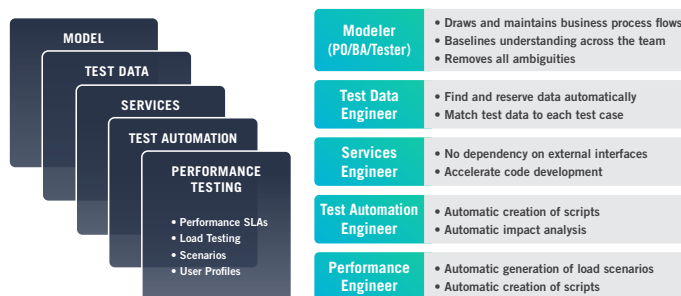 MODEL
TEST DATA
SERVICES
TEST AUTOMATION
PERFORMANCE
TESTING
• Performance SLAs
• Load Testing
• Scenarios
• User Profiles
Modeler
(PO/BA/Tester)
• Draws and maintains business process flows
• Baselines understanding across the team
• Removes all ambiguities
Test Data
Engineer
• Find and reserve data automatically
• Match test data to each test case
Services
Engineer
• No dependency on external interfaces
• Accelerate code development
Test Automation
Engineer
• Automatic creation of scripts
• Automatic impact analysis
Performance
Engineer
• Automatic generation of load scenarios
• Automatic creation of scripts